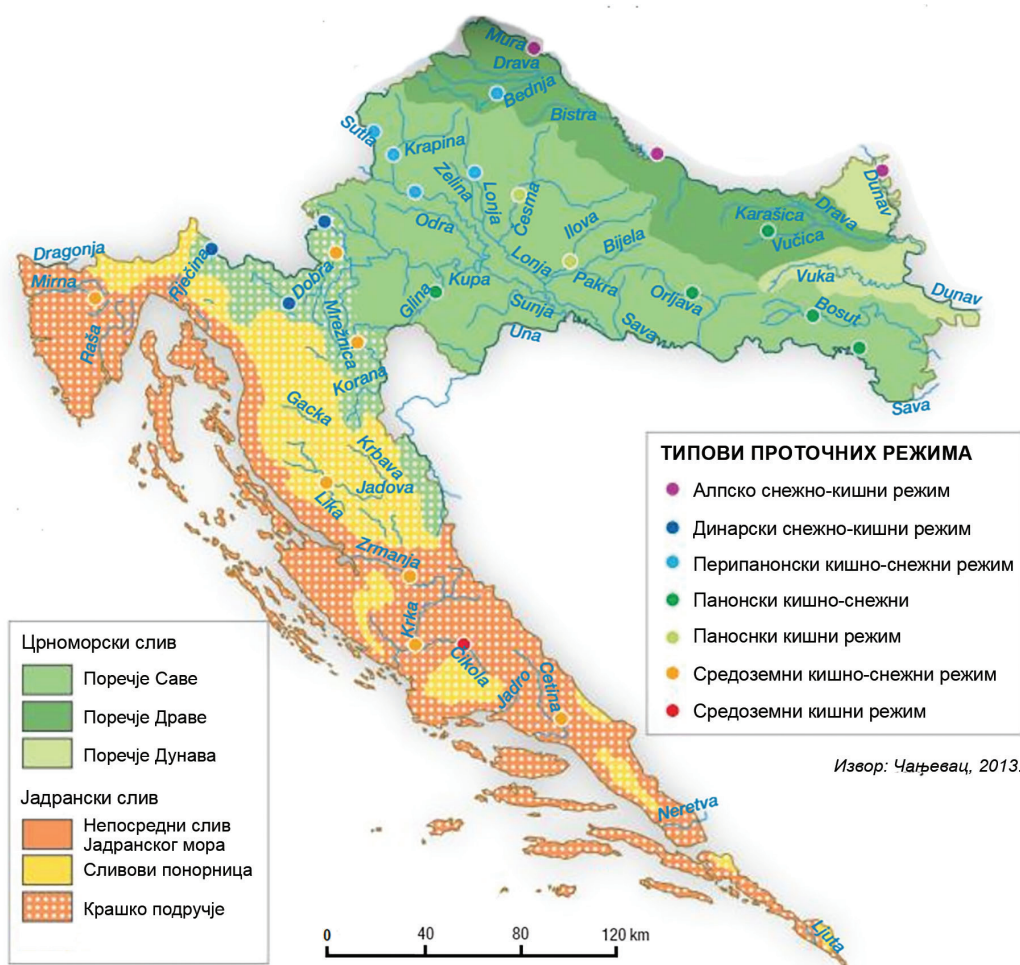 Mura
Drava
Bednja
Bistra
Sutla
Krapina
Zelina
Lonja
Česma
Odra
Ilova
Bijela
Karašica
Drava
Dunav
Vučica
Dragonja
Mirna
Raša
Rječina
Dobra
Kupa
Glina
Lonja
Pakra
Sunja
Sava
Orljava
Vuka
Dunav
Bosut
Una
Mrežnica
Korana
Sava
Gacka
Krbava
Jadova
Lika
Zrmanja
Krka
Čikola
Jadro
Cetina
Neretva
Ljuta
ТИПОВИ ПРОТОЧНИХ РЕЖИМА
Алпско снежно-кишни режим
Динарски снежно-кишни режим
Перипанонски кишно-снежни режим
Панонски кишно-снежни
Паноснки кишни режим
Средоземни кишно-снежни режим
Средоземни кишни режим
Извор: Чањевац, 2013.
Црноморски слив
Поречје Саве
Поречје Драве
Поречје Дунава
Јадрански слив
Непосредни слив
Јадранског мора
Сливови понорница
Крашко подручје
0 40 80 120 km